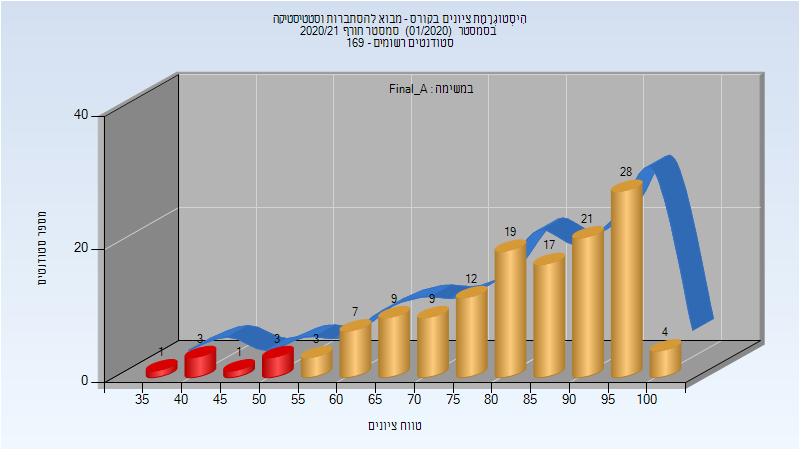 היסטוגרמת ציונים בקורס - מבוא להסתברות וסטטיסטיקה
בסמסטר (01/2020) סמסטר חורף 2020/21
סטודנטים רשומים - 169
במשימה : Final_A
מספר סטודנטים
40
20
0
1
3
1
3
3
7
9
9
12
19
17
21
28
4
35 40 45 50 55 60 65 70 75 80 85 90 95 100
טווח ציונים